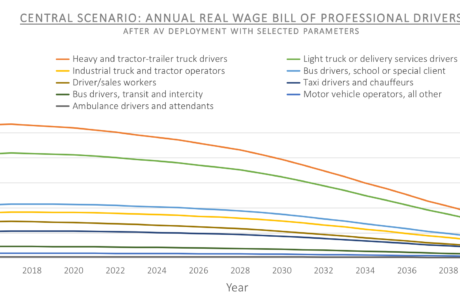 CENTRAL SCENARIO: ANNUAL REAL WAGE BILL OF PROFESSIONAL DRIVERS
AFTER AV DEPLOYMENT WITH SELECTED PARAMETERS
Heavy and tractor-trailer truck drivers
Light truck or delivery services drivers
Industrial truck and tractor operators
Bus drivers, school or special client
Driver/sales workers
Taxi drivers and chauffeurs
Bus drivers, transit and intercity
Motor vehicle operators, all other
Ambulance drivers and attendants
2018 2020 2022 2024 2026 2028 2030 2032 2034 2036 2038
Year